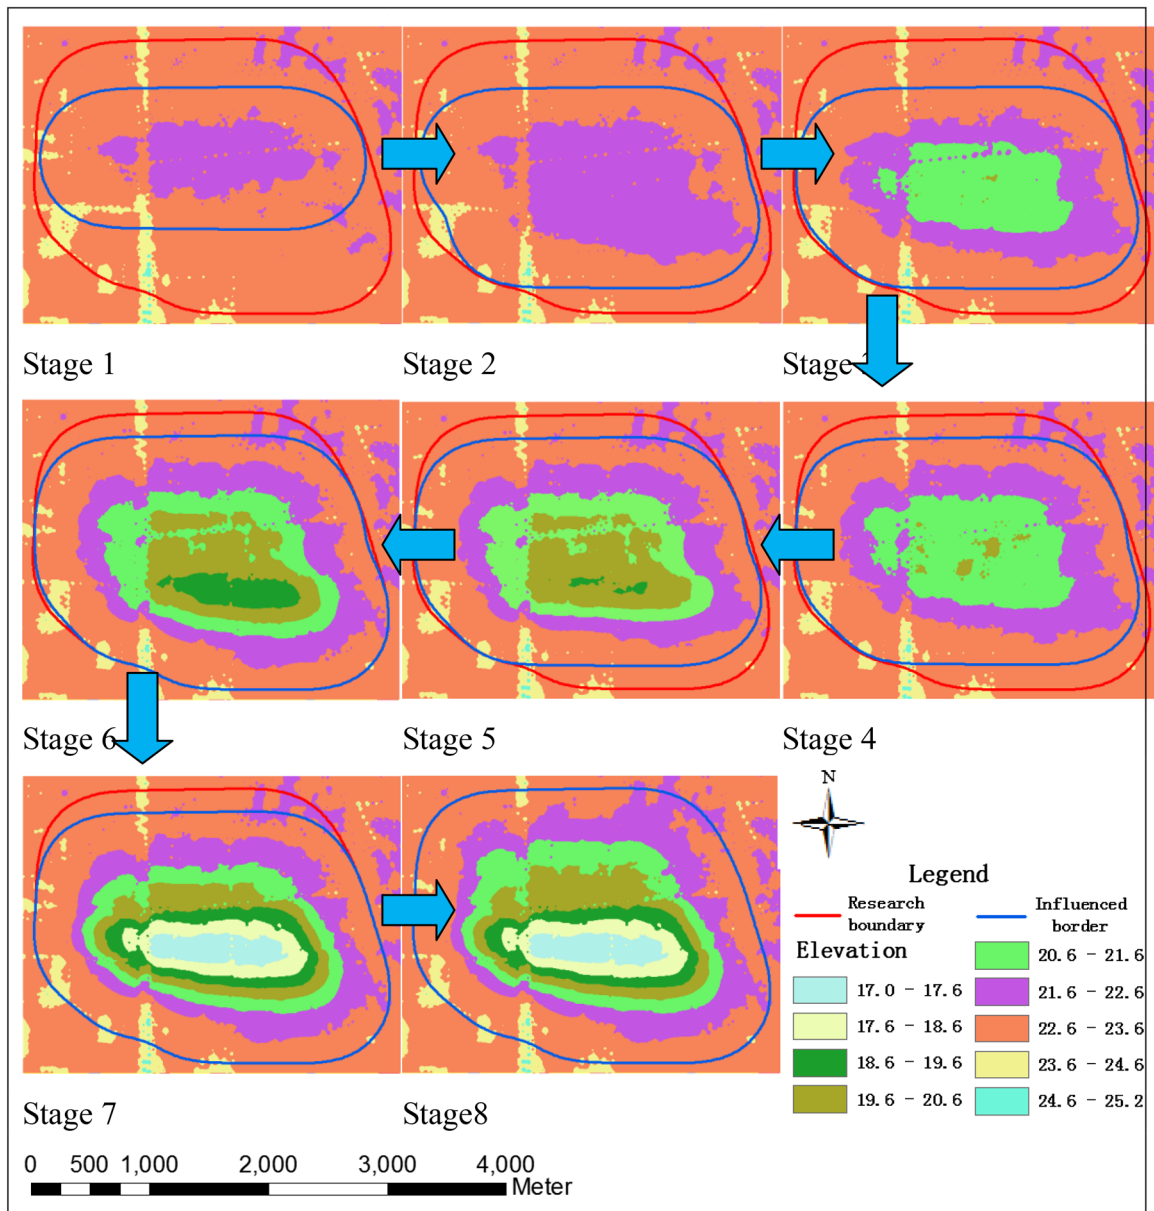 Stage 1
Stage 2
Stage
Stage 6
Stage 5
Stage 4
N
Legend
Research boundary
Influenced border
Elevation
17.0 - 17.6
17.6 - 18.6
18.6 - 19.6
19.6 - 20.6
20.6 - 21.6
21.6 - 22.6
22.6 - 23.6
23.6 - 24.6
24.6 - 25.2
Stage 7
Stage8
0 500 1,000 2,000 3,000 4,000
Meter